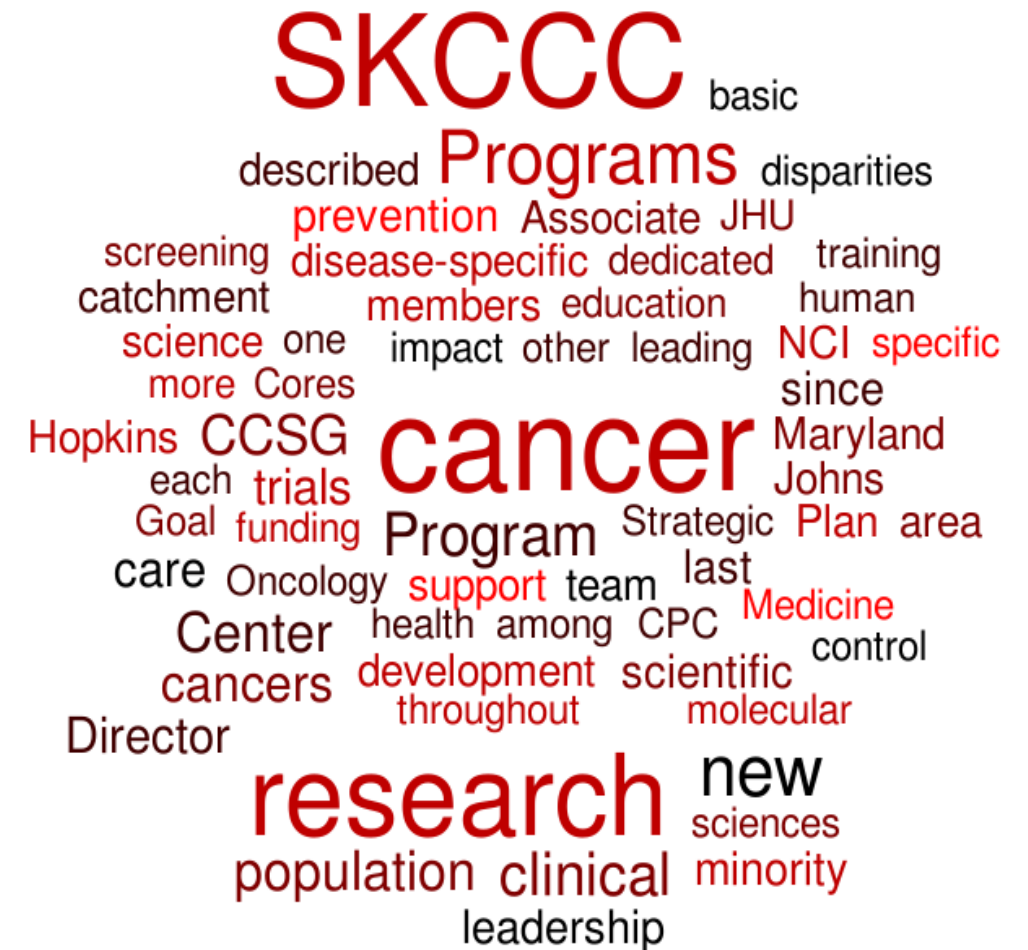 SKCCC basic
described Programs disparities
prevention Associate JHU
screening disease-specific dedicated training
catchment members education human
science one impact other leading NCI specific
more Cores since
Hopkins CCSG cancer Maryland
each trials Johns
Goal funding Program Strategic Plan area
care Oncology support team last
Medicine
Center health among CPC control
cancers development scientific
throughout molecular
Director
research new
sciences
population clinical minority
leadership